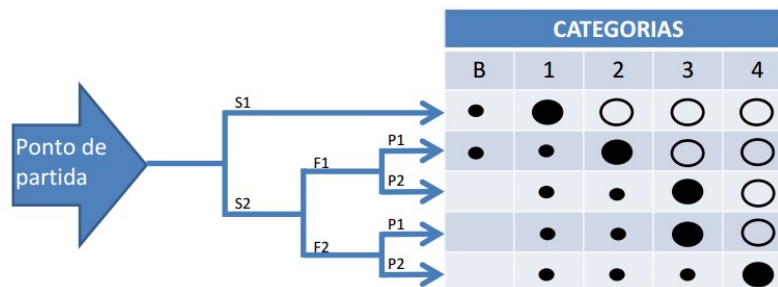 CATEGORIAS
B 1 2 3 4
S1
Ponto de
partida
P1
F1
P2
S2
P1
F2
P2